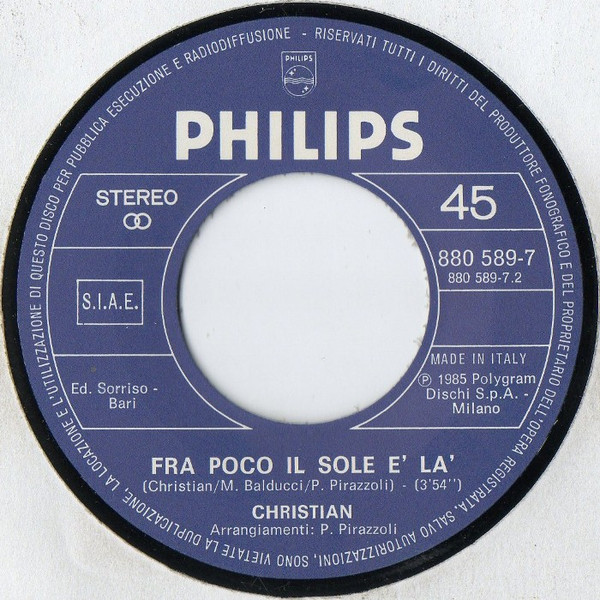 LA LOCAZIONE E L'UTILIZZAZIONE DI QUESTO DISCO PER PUBBLICA ESECUZIONE E RADIODIFFUSIONE - RISERVATI TUTTI I DIRITTI DEL PRODUTTORE FONOGRAFICO E DEL PROPRIETARIO DELL'OPERA REGISTRATA. SALVO AUTORIZZAZIONI, SONO VIETATE LA DUPLICAZIONE,
PHILIPS
PHILIPS
STEREO
45
880 589-7
880 589-7.2
S.I.A.E.
MADE IN ITALY
Ed. Sorriso -
Bari
℗ 1985 Polygram
Dischi S.p.A. -
Milano
FRA POCO IL SOLE E' LA'
(Christian/M. Balducci/P. Pirazzoli) - (3'54'')
CHRISTIAN
Arrangiamenti: P. Pirazzoli